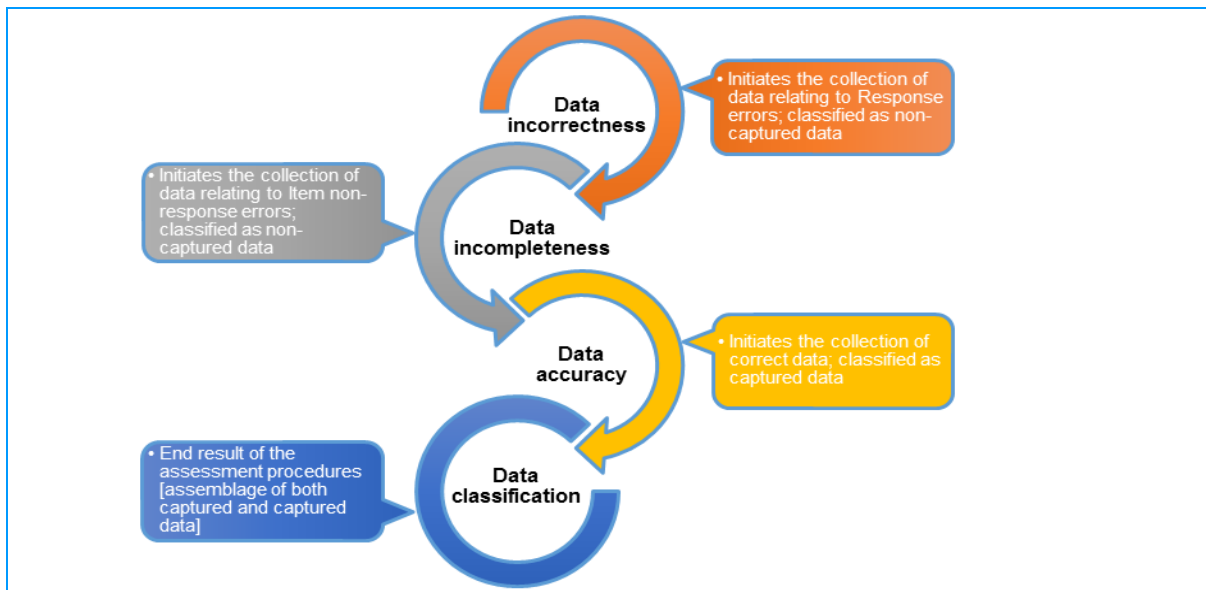 Data
incorrectness
• Initiates the collection of
data relating to Response
errors; classified as non-
captured data
• Initiates the collection of
data relating to Item non-
response errors;
classified as non-
captured data
Data
incompleteness
Data
accuracy
• Initiates the collection of
correct data; classified as
captured data
• End result of the
assessment procedures
[assemblage of both
captured and captured
data]
Data
classification